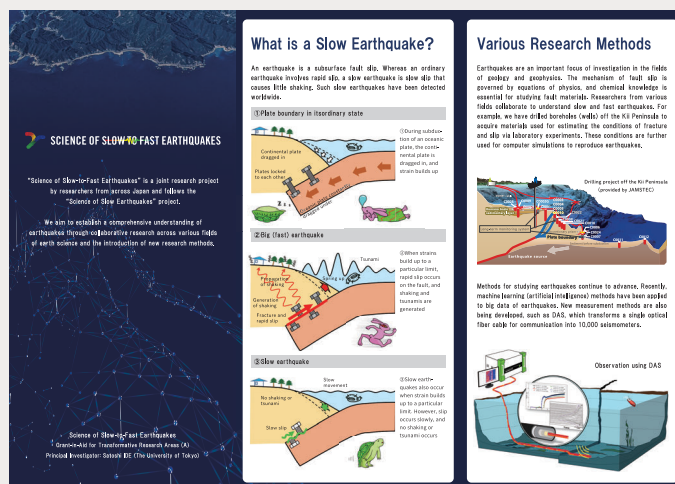 SCIENCE OF SLOW TO FAST EARTHQUAKES
"Science of Slow-to-Fast Earthquakes" is a joint research project
by researchers from across Japan and follows the
"Science of Slow Earthquakes" project.
We aim to establish a comprehensive understanding of
earthquakes through collaborative research across various fields
of earth science and the introduction of new research methods.
Science of Slow-to-Fast Earthquakes
Grant-in-Aid for Transformative Research Areas (A)
Principal Investigator: Satoshi IDE (The University of Tokyo)
What is a Slow Earthquake?
An earthquake is a subsurface fault slip. Whereas an ordinary
earthquake involves rapid slip, a slow earthquake is slow slip that
causes little shaking. Such slow earthquakes have been detected
worldwide.
①Plate boundary in itsordinary state
Continental plate
dragged in
Plates locked
to each other
①During subduc-
tion of an oceanic
plate, the conti-
nental plate is
dragged in, and
strain builds up
②Big (fast) earthquake
Tsunami
Propagation
of shaking
Spring up
Generation
of shaking
Fracture and
rapid slip
②When strains
build up to a
particular limit,
rapid slip occurs
on the fault, and
shaking and
tsunamis are
generated
③Slow earthquake
Slow
movement
No shaking or
tsunami
Slow slip
③Slow earth-
quakes also occur
when strain builds
up to a particular
limit. However, slip
occurs slowly, and
no shaking or
tsunami occurs
Various Research Methods
Earthquakes are an important focus of investigation in the fields
of geology and geophysics. The mechanism of fault slip is
governed by equations of physics, and chemical knowledge is
essential for studying fault materials. Researchers from various
fields collaborate to understand slow and fast earthquakes. For
example, we have drilled boreholes (wells) off the Kii Peninsula to
acquire materials used for estimating the conditions of fracture
and slip via laboratory experiments. These conditions are further
used for computer simulations to reproduce earthquakes.
Drilling project off the Kii Peninsula
(provided by JAMSTEC)
Plate boundary
C0011
C0012
Earthquake source
Methods for studying earthquakes continue to advance. Recently,
machine learning (artificial intelligence) methods have been applied
to big data of earthquakes. New measurement methods are also
being developed, such as DAS, which transforms a single optical
fiber cable for communication into 10,000 seismometers.
Observation using DAS